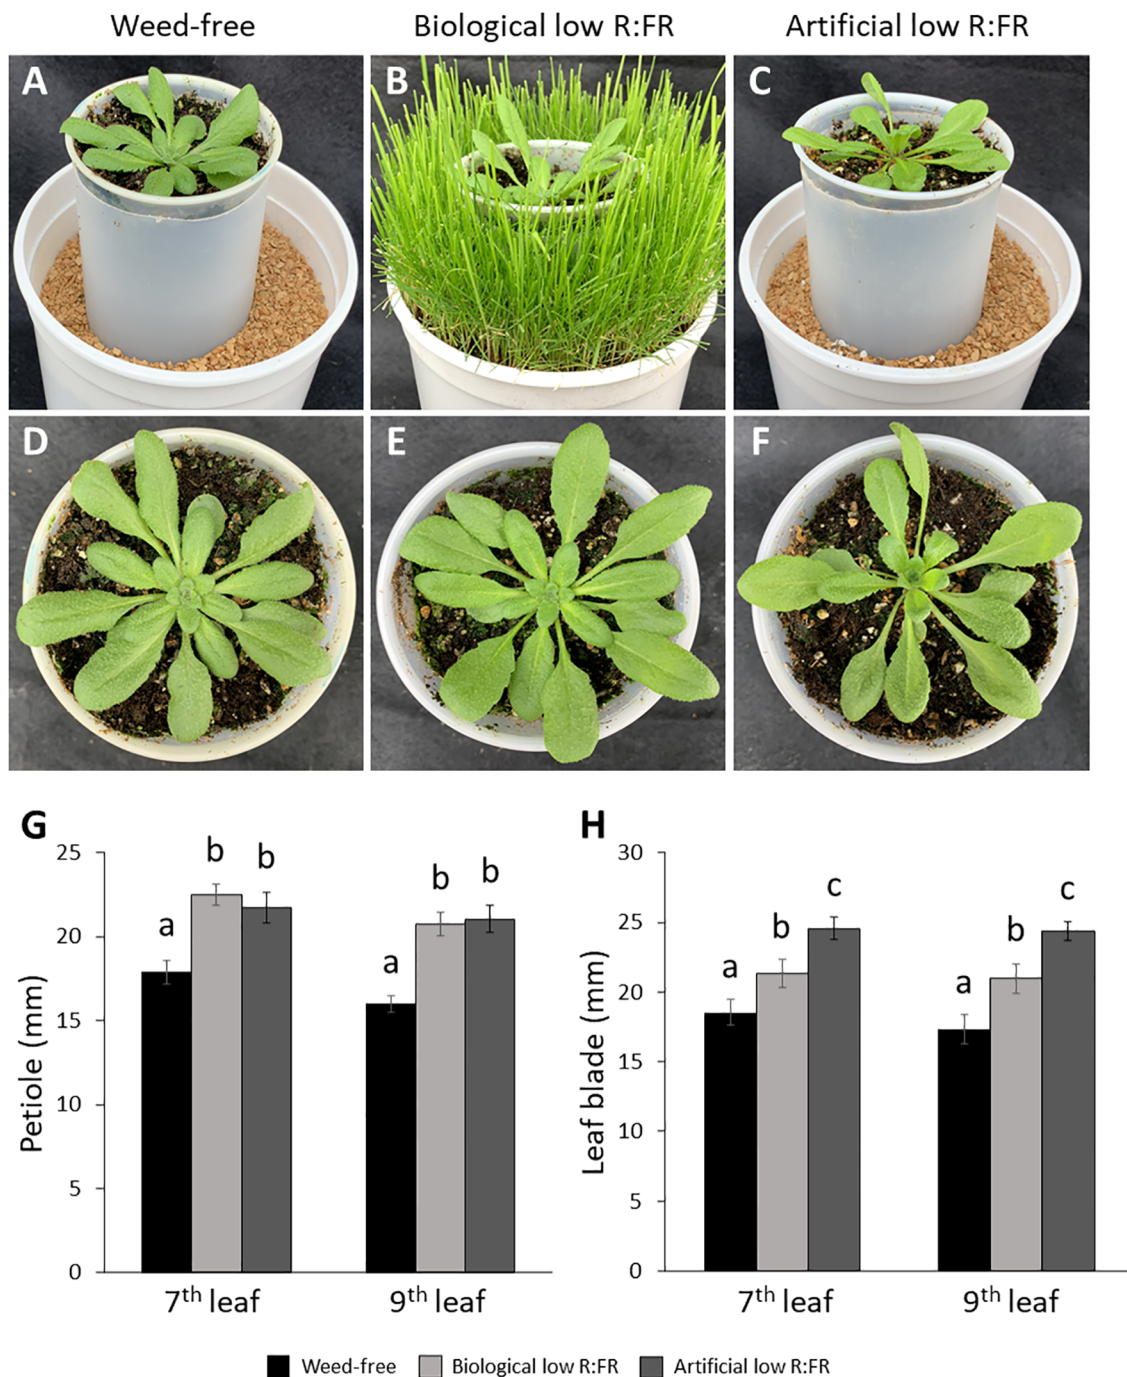 Weed-free Biological low R:FR Artificial low R:FR
A B C
D E F
G H
25 30
b b c
20 25
a b b b c
a a b a
15 20
15
10 10
5 5
0 0
Petiole (mm) Leaf blade (mm)
7th leaf 9th leaf 7th leaf 9th leaf
Weed-free Biological low R:FR Artificial low R:FR